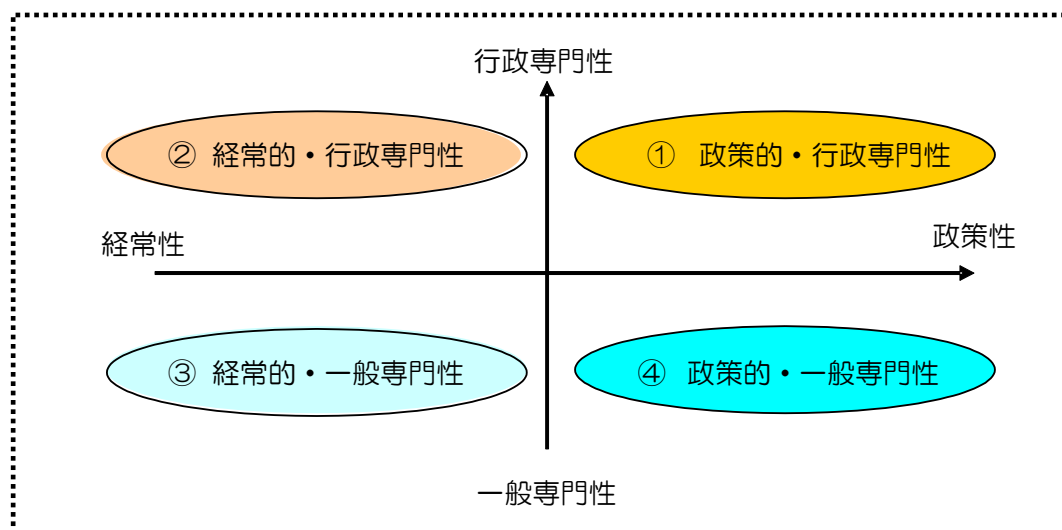 行政専門性
② 経常的・行政専門性
① 政策的・行政専門性
経常性
政策性
③ 経常的・一般専門性
④ 政策的・一般専門性
一般専門性